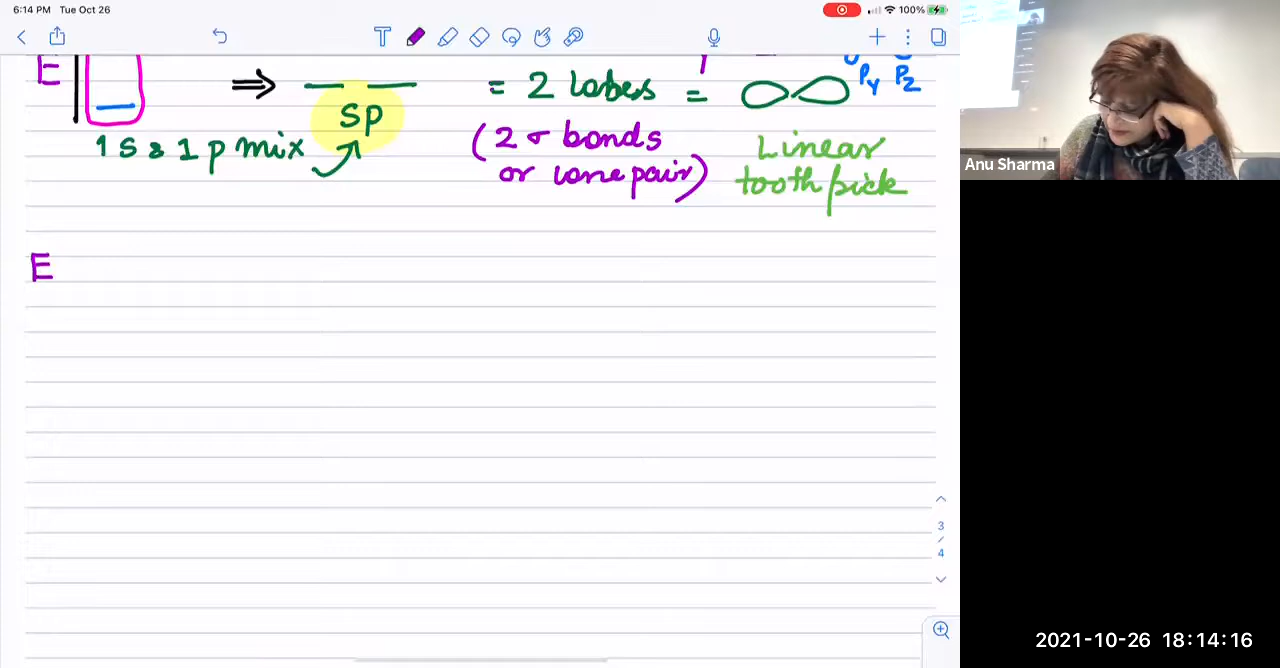 6:14 PM Tue Oct 26
100%
T
E
⇒ = 2 Lobes =
Py Pz
sp
1 s & 1 p mix
(2 σ bonds
or lone pair)
Linear
tooth pick
E
3
/
4
Anu Sharma
2021-10-26 18:14:16